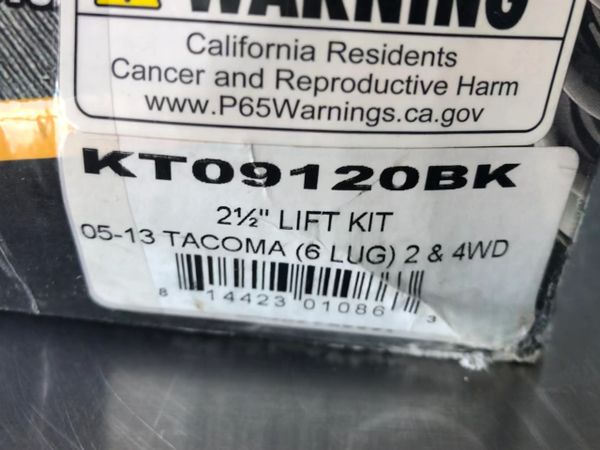 WARNING
California Residents
Cancer and Reproductive Harm
www.P65Warnings.ca.gov
KT09120BK
2½" LIFT KIT
05-13 TACOMA (6 LUG) 2 & 4WD
8 14423 01086 3